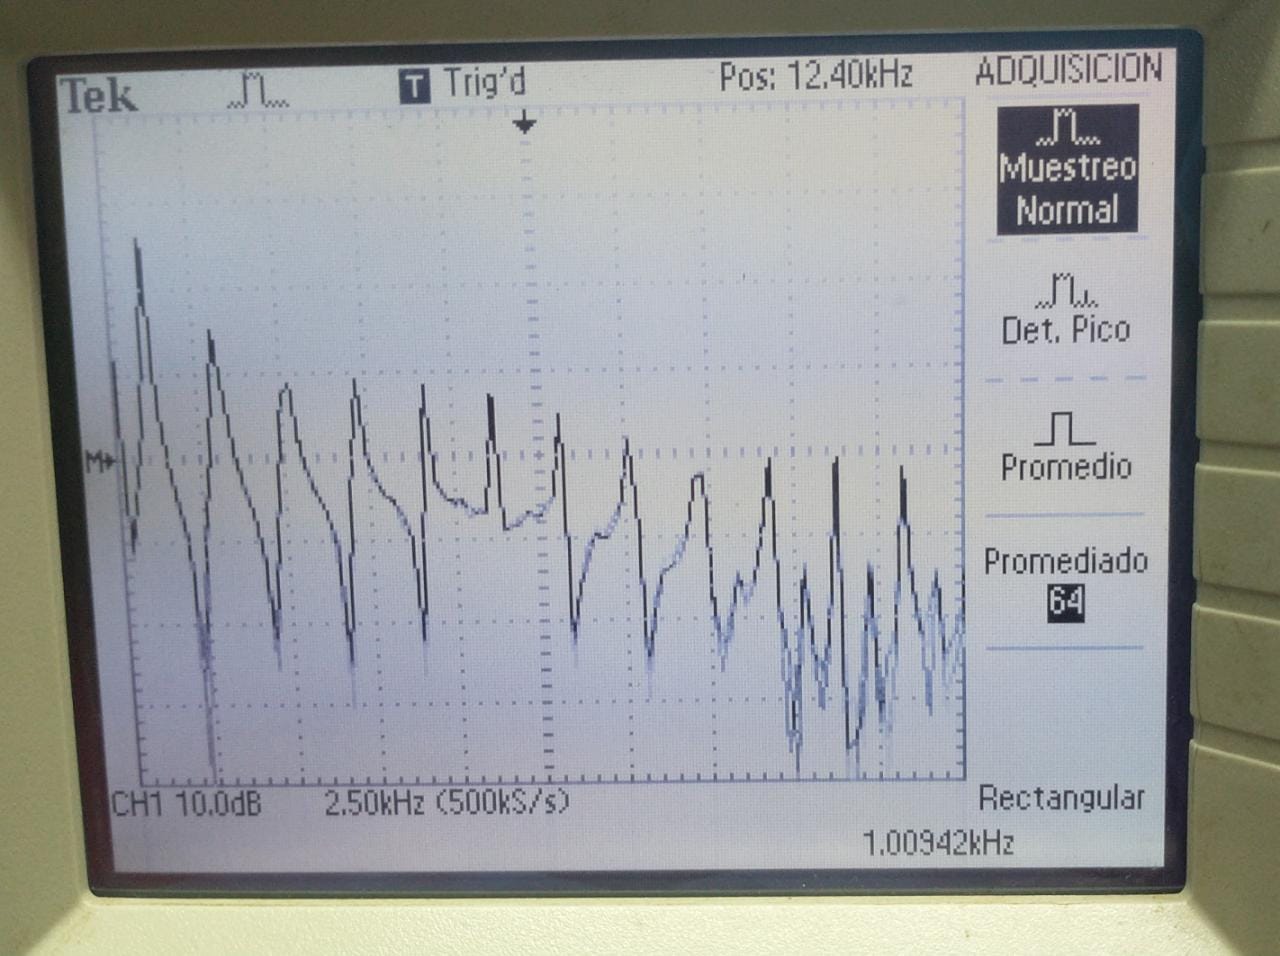 Tek
T Trig'd
Pos: 12.40kHz
ADQUISICION
Muestreo
Normal
Det. Pico
M
Promedio
Promediado
64
CH1 10.0dB
2.50kHz (500kS/s)
Rectangular
1.00942kHz